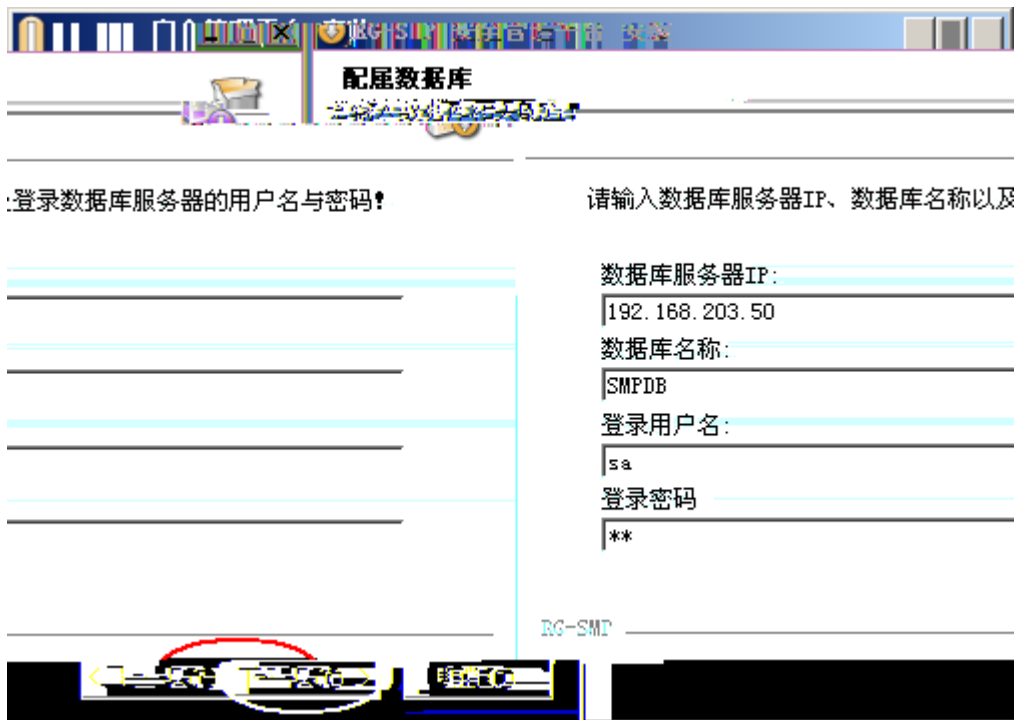 配属数据库
:登录数据库服务器的用户名与密码!
请输入数据库服务器IP、数据库名称以及
数据库服务器IP:
192.168.203.50
数据库名称:
SMPDB
登录用户名:
sa
登录密码
**
RG-SMP